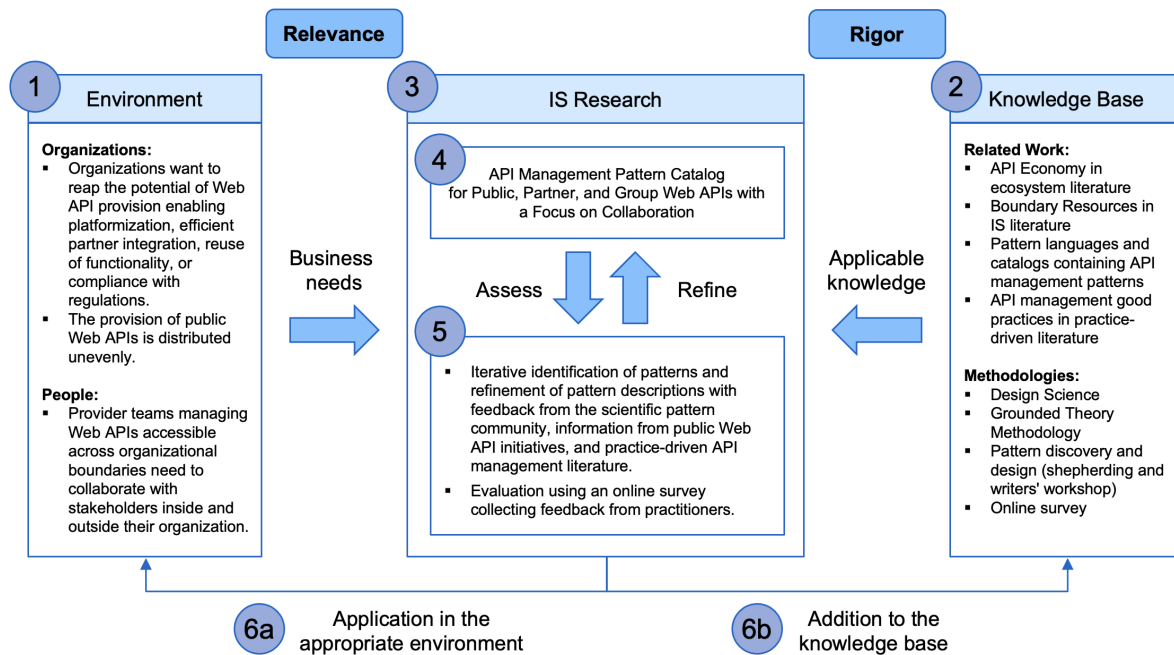 Relevance
Rigor
1
Environment
Organizations:
▪ Organizations want to
reap the potential of Web
API provision enabling
platformization, efficient
partner integration, reuse
of functionality, or
compliance with
regulations.
▪ The provision of public
Web APIs is distributed
unevenly.
People:
▪ Provider teams managing
Web APIs accessible
across organizational
boundaries need to
collaborate with
stakeholders inside and
outside their organization.
Business
needs
3
IS Research
4
API Management Pattern Catalog
for Public, Partner, and Group Web APIs with
a Focus on Collaboration
Assess
Refine
5
▪ Iterative identification of patterns and
refinement of pattern descriptions with
feedback from the scientific pattern
community, information from public Web
API initiatives, and practice-driven API
management literature.
▪ Evaluation using an online survey
collecting feedback from practitioners.
Applicable
knowledge
2
Knowledge Base
Related Work:
▪ API Economy in
ecosystem literature
▪ Boundary Resources in
IS literature
▪ Pattern languages and
catalogs containing API
management patterns
▪ API management good
practices in practice-
driven literature
Methodologies:
▪ Design Science
▪ Grounded Theory
Methodology
▪ Pattern discovery and
design (shepherding and
writers' workshop)
▪ Online survey
6a
Application in the
appropriate environment
6b
Addition to the
knowledge base